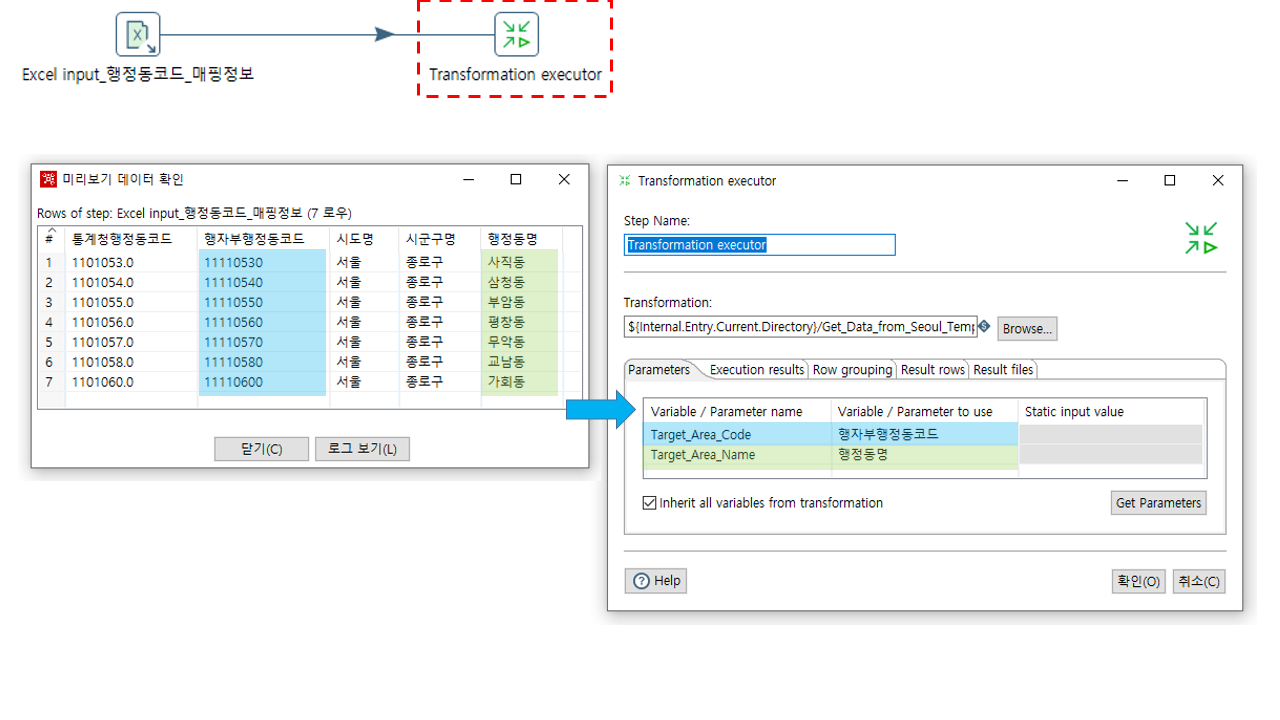 Excel input_행정동코드_매핑정보
Transformation executor
미리보기 데이터 확인
Rows of step: Excel input_행정동코드_매핑정보 (7 로우)
# 통계청행정동코드 행자부행정동코드 시도명 시군구명 행정동명
1 1101053.0 11110530 서울 종로구 사직동
2 1101054.0 11110540 서울 종로구 삼청동
3 1101055.0 11110550 서울 종로구 부암동
4 1101056.0 11110560 서울 종로구 평창동
5 1101057.0 11110570 서울 종로구 무악동
6 1101058.0 11110580 서울 종로구 교남동
7 1101060.0 11110600 서울 종로구 가회동
닫기(C) 로그 보기(L)
Transformation executor
Step Name:
Transformation executor
Transformation:
${Internal.Entry.Current.Directory}/Get_Data_from_Seoul_Temp
Browse...
Parameters Execution results Row grouping Result rows Result files
Variable / Parameter name Variable / Parameter to use Static input value
Target_Area_Code 행자부행정동코드
Target_Area_Name 행정동명
Inherit all variables from transformation
Get Parameters
Help
확인(O) 취소(C)